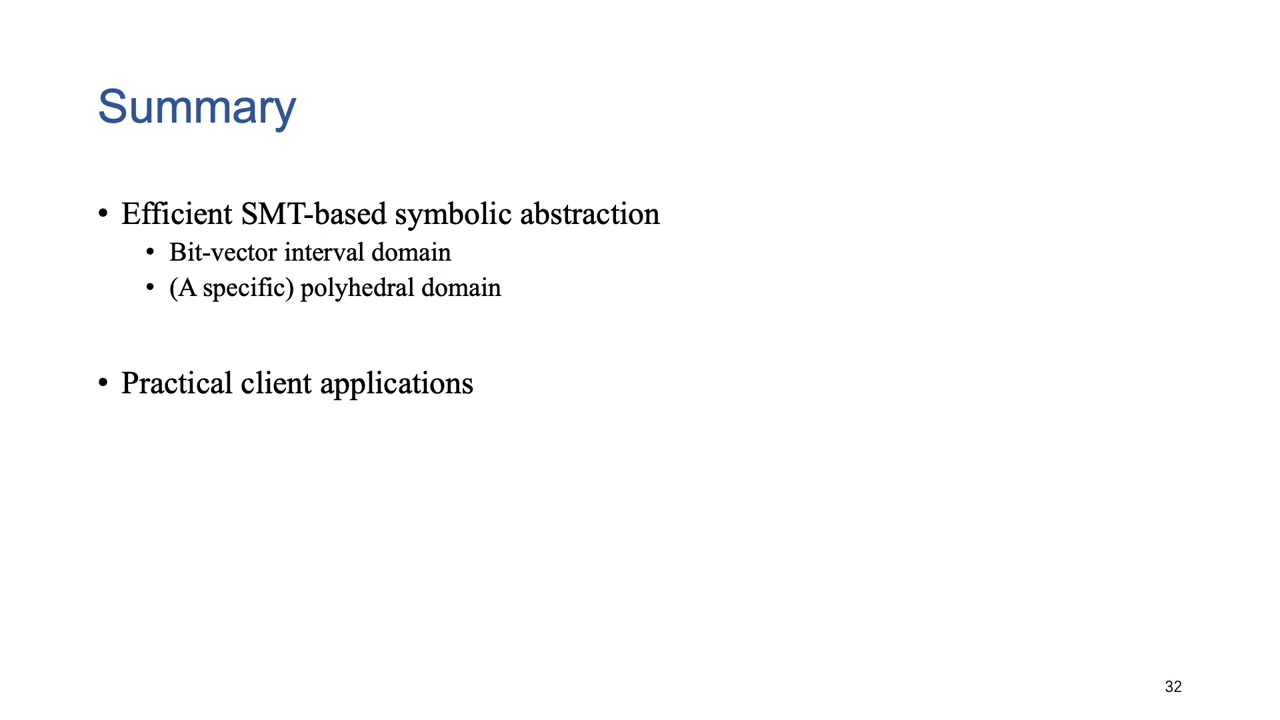 Summary
• Efficient SMT-based symbolic abstraction
• Bit-vector interval domain
• (A specific) polyhedral domain
• Practical client applications
32